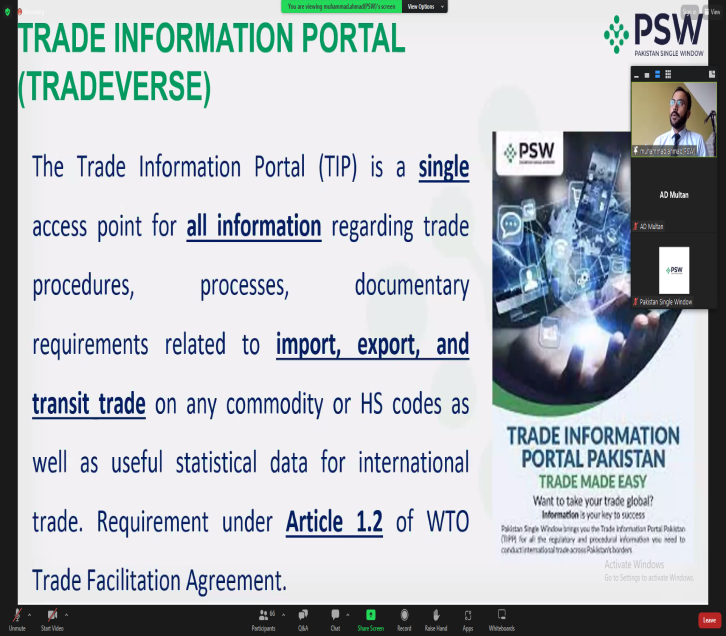 You are viewing muhammad.ahmad(PSW)'s screen
View Options
View
TRADE INFORMATION PORTAL
(TRADEVERSE)
PSW
PAKISTAN SINGLE WINDOW
The Trade Information Portal (TIP) is a single
access point for all information regarding trade
procedures, processes, documentary
requirements related to import, export, and
transit trade on any commodity or HS codes as
well as useful statistical data for international
trade. Requirement under Article 1.2 of WTO
Trade Facilitation Agreement.
muhammad.ahmad(PSW)
AD Multan
AD Multan
PSW
Pakistan Single Window
PSW
TRADE INFORMATION
PORTAL PAKISTAN
TRADE MADE EASY
Want to take your trade global?
Information is your key to success
Pakistan Single Window brings you the Trade Information Portal Pakistan
(TIPP) for all the regulatory and procedural information you need to
conduct international trade across Pakistan's borders.
Activate Windows
Go to Settings to activate Windows.
Unmute
Start Video
66
Participants
Q&A
Chat
Share Screen
Record
Raise Hand
Apps
Whiteboards
Leave